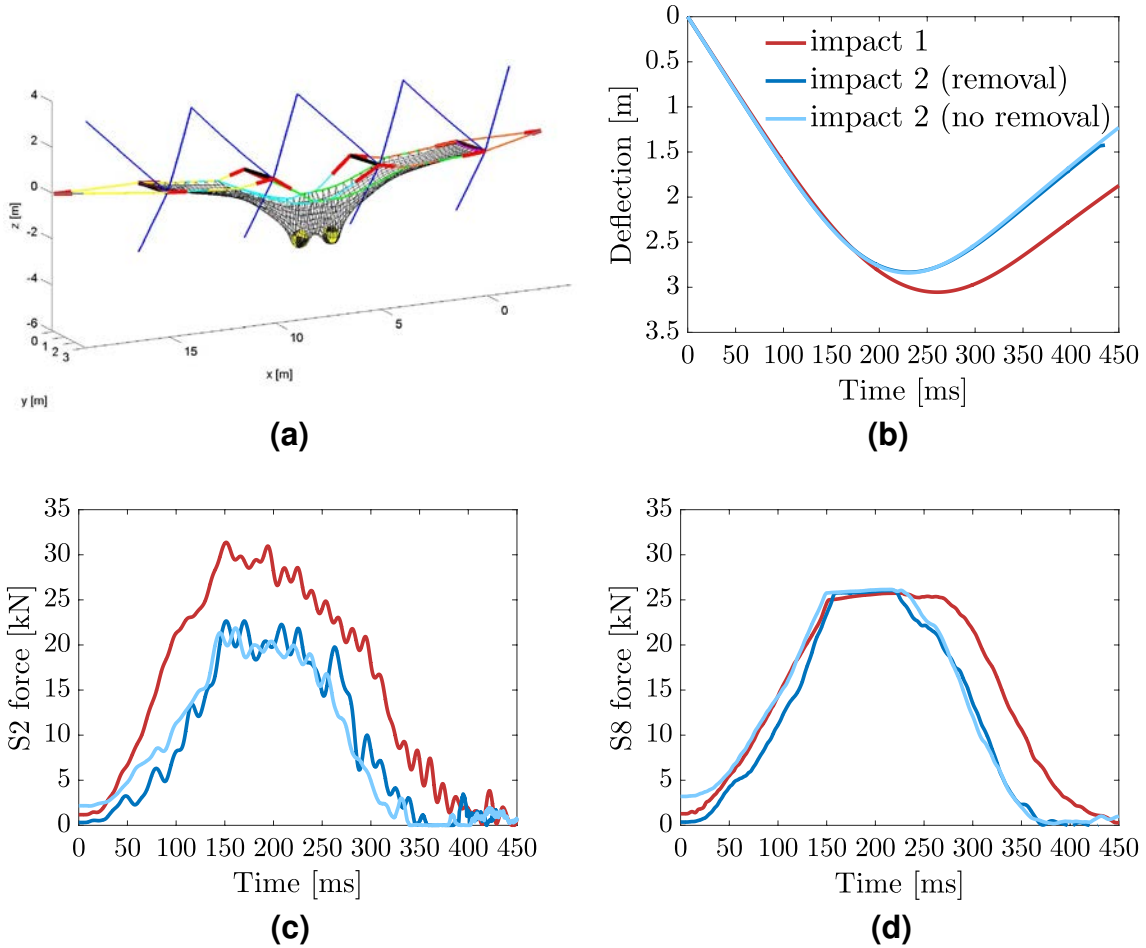 4
2
0
-2
-4
-6
z [m]
0
1
2
3
y [m]
15
10
5
0
x [m]
(a)
0
0.5
1
1.5
2
2.5
3
3.5
Deflection [m]
impact 1
impact 2 (removal)
impact 2 (no removal)
0 50 100 150 200 250 300 350 400 450
Time [ms]
(b)
35
30
25
20
15
10
5
0
S2 force [kN]
0 50 100 150 200 250 300 350 400 450
Time [ms]
(c)
35
30
25
20
15
10
5
0
S8 force [kN]
0 50 100 150 200 250 300 350 400 450
Time [ms]
(d)